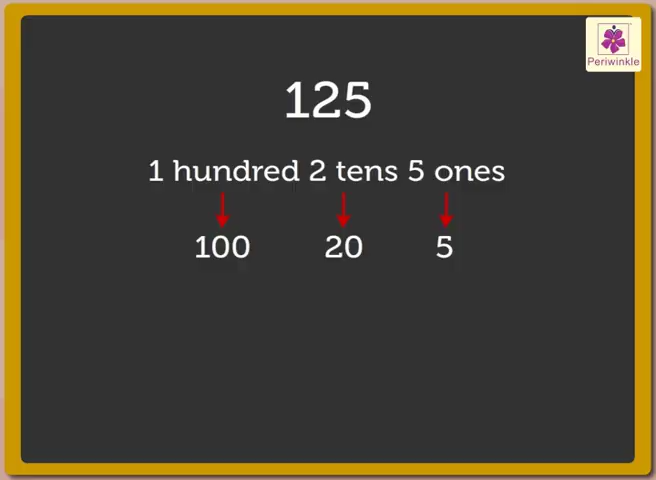 Periwinkle
125
1 hundred 2 tens 5 ones
100 20 5